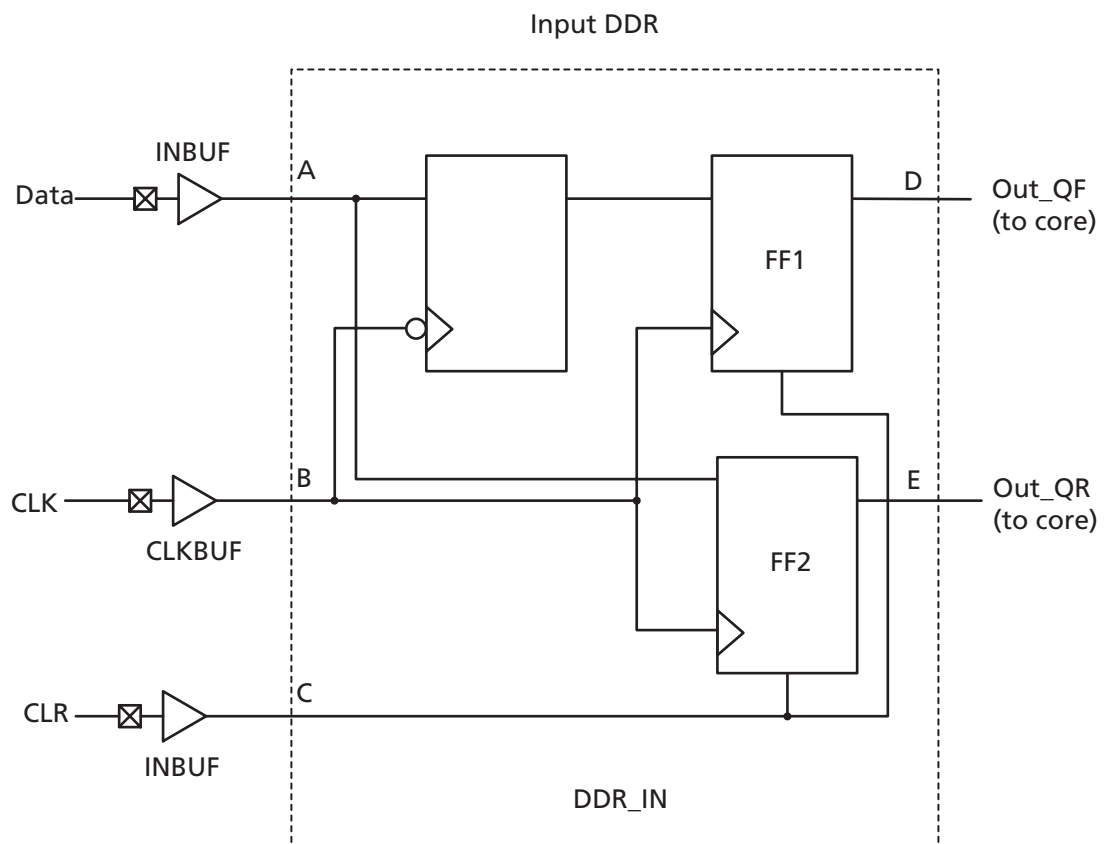 Input DDR
INBUF
A
Data
D
Out_QF
(to core)
FF1
B
CLK
CLKBUF
E
Out_QR
(to core)
FF2
C
CLR
INBUF
DDR_IN